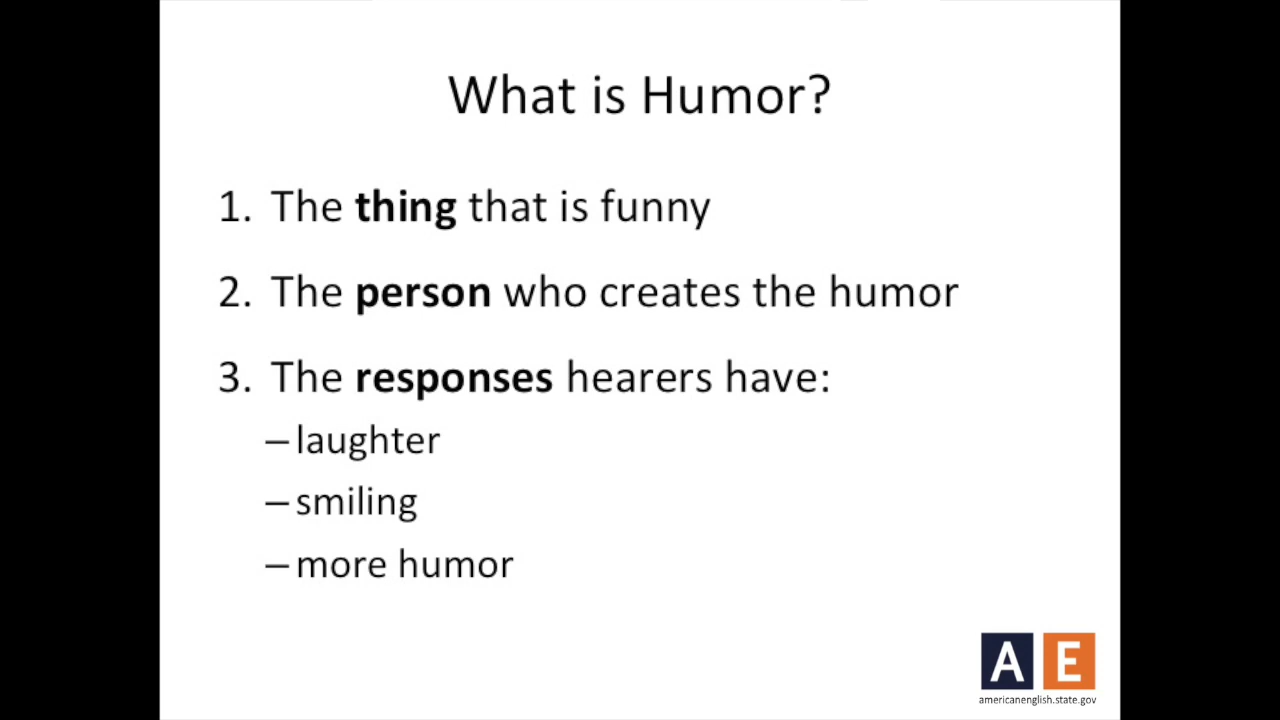 What is Humor?
1. The thing that is funny
2. The person who creates the humor
3. The responses hearers have:
– laughter
– smiling
– more humor
A E
americanenglish.state.gov